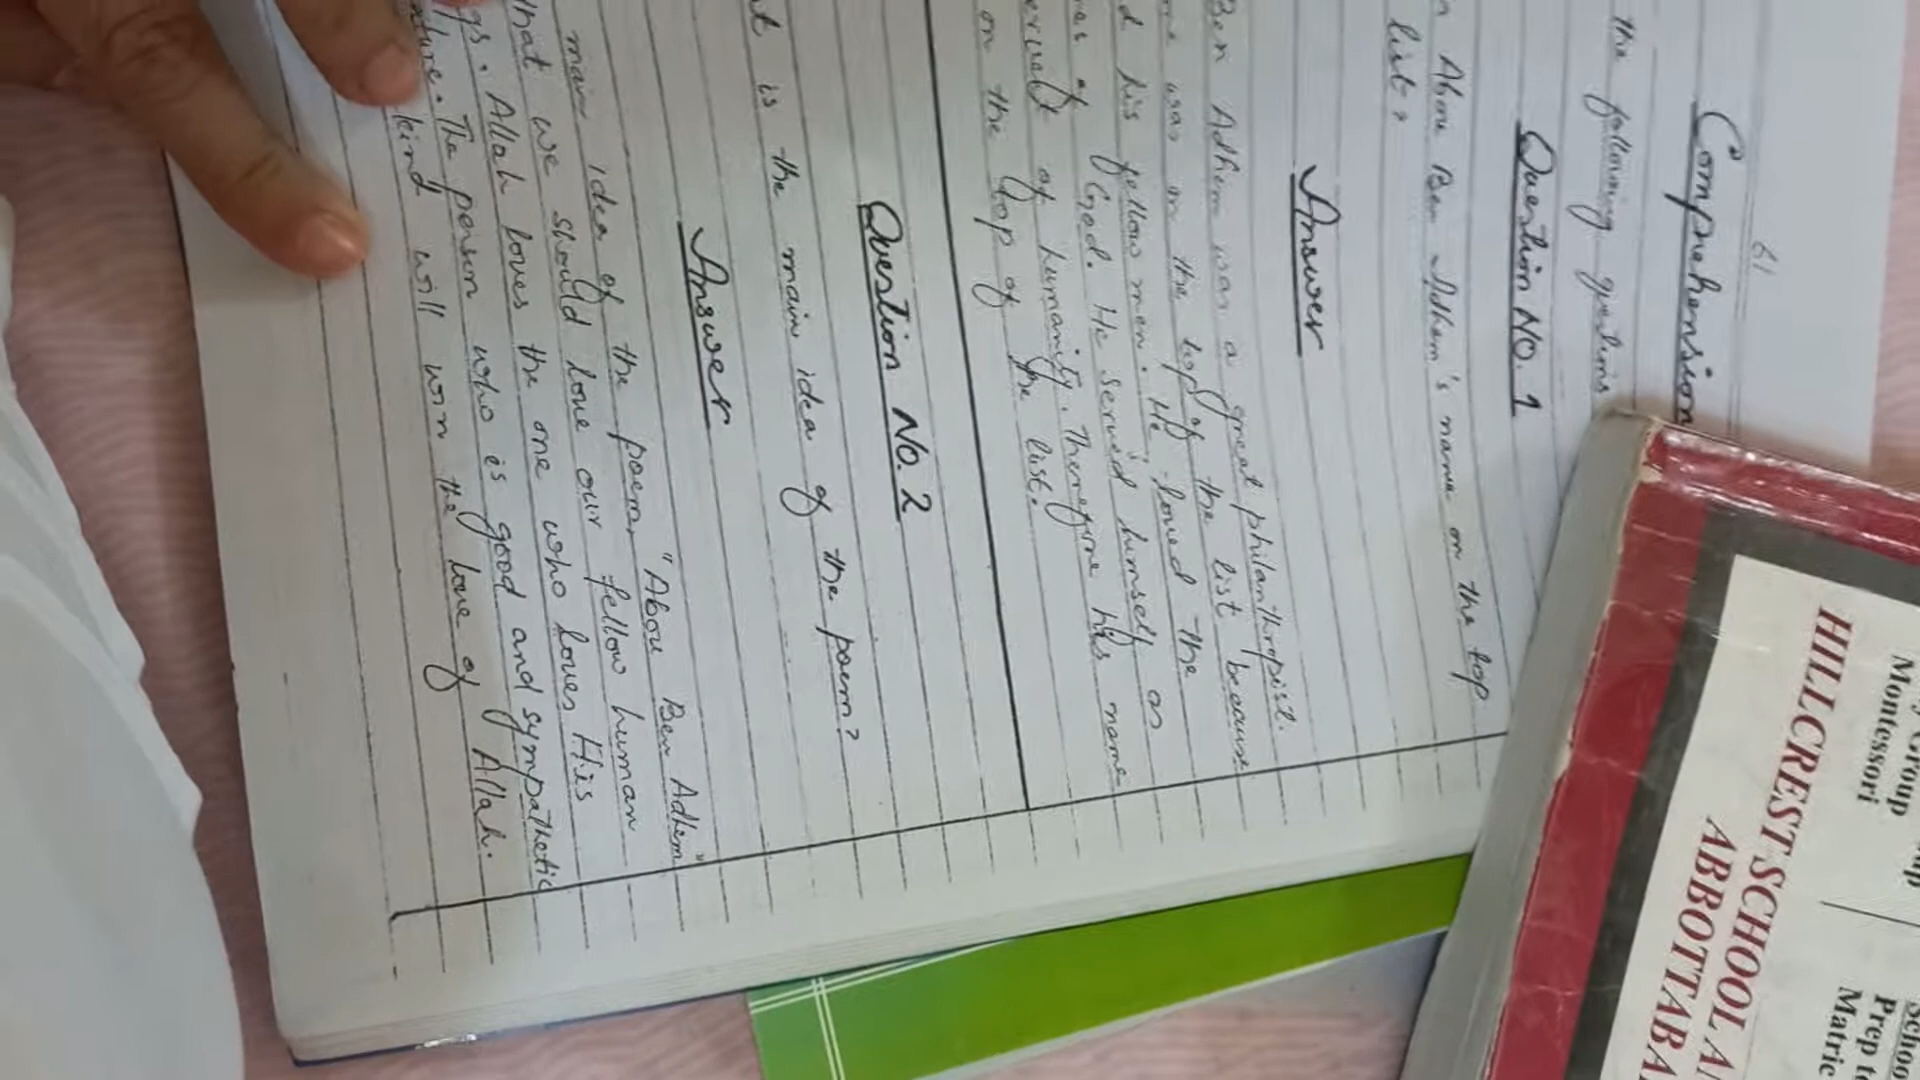 61
Comprehension
the following questions
Question No. 1
Abou Ben Adhem's name on the top
list?
Answer
Ben Adhem was a great philanthropist.
was on the top of the list because
his fellow men. He loved the
of God. He served himself as
of humanity. Therefore his name
on the top of the list.
Question No. 2
is the main idea of the poem?
Answer
main idea of the poem, "Abou Ben Adhem"
that we should love our fellow human
gs. Allah loves the one who loves His
The person who is good and sympathetic
kind will win the love of Allah.
HILLCREST SCHOOL A
ABBOTTABA
Group
Montessori
Prep t
Matric